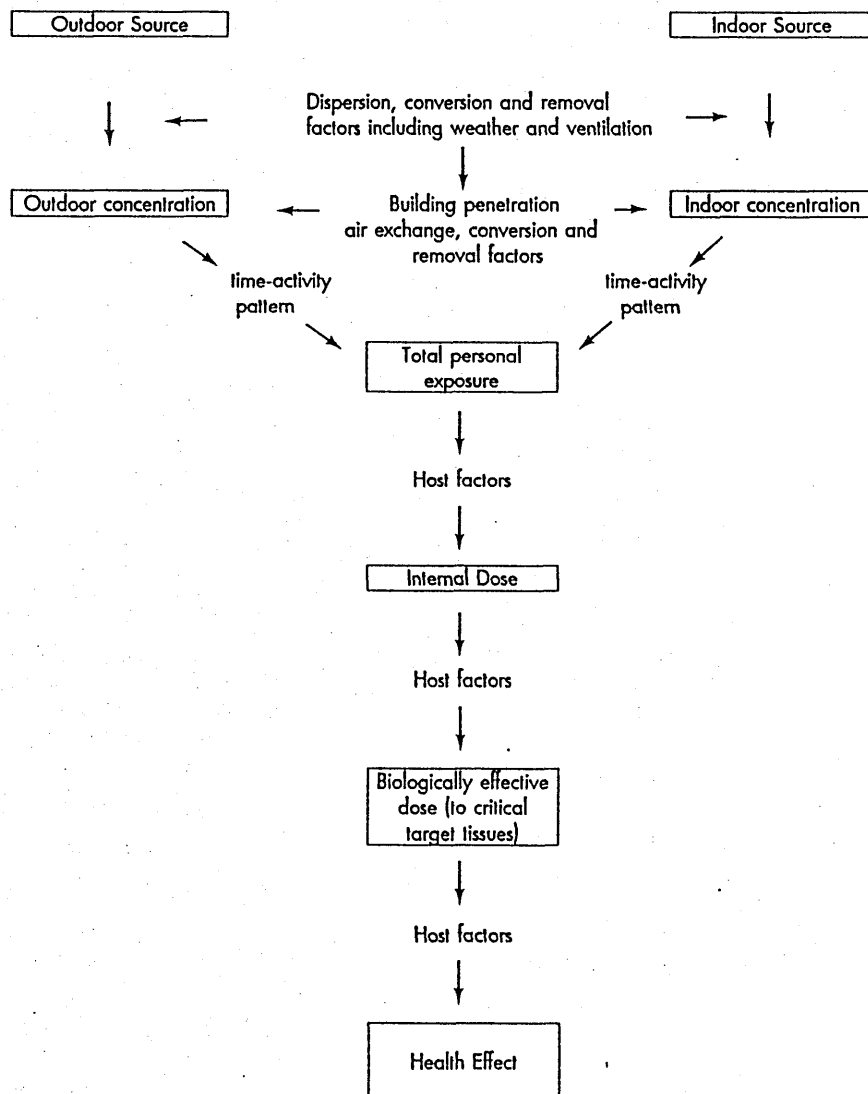 Outdoor Source
Indoor Source
Dispersion, conversion and removal
factors including weather and ventilation
Outdoor concentration
Building penetration
air exchange, conversion and
removal factors
Indoor concentration
time-activity
pattern
time-activity
pattern
Total personal
exposure
Host factors
Internal Dose
Host factors
Biologically effective
dose (to critical
target tissues)
Host factors
Health Effect